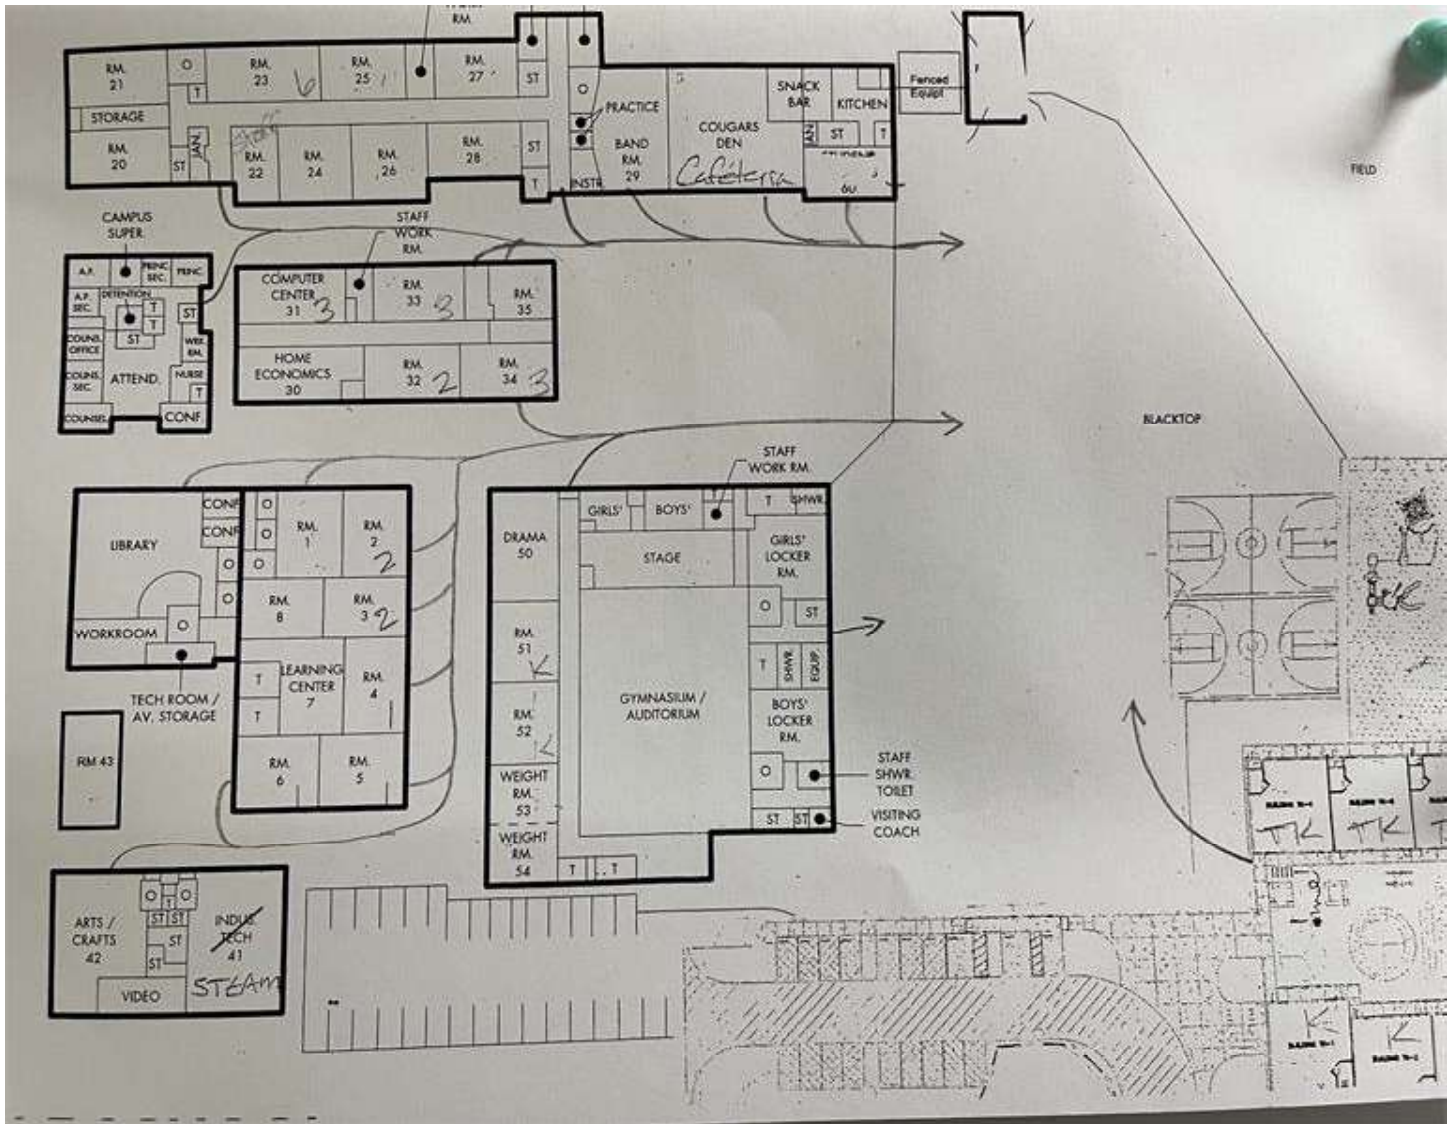 RM.
RM.
21
O
T
RM.
23
6
RM.
25
1
RM.
27
ST
O
PRACTICE
SNACK
BAR
KITCHEN
Fenced
Equipt
STORAGE
RM.
20
ST
JAN
Staff
RM.
22
RM.
24
RM.
26
RM.
28
ST
T
INSTR.
BAND
RM.
29
COUGARS
DEN
Cafeteria
JAN
ST
T
FIELD
CAMPUS
SUPER.
STAFF
WORK
RM.
A.P.
PRINC.
SEC.
PRINC.
A.P.
SEC.
DETENTION
T
T
ST
ST
COUNS.
OFFICE
WRK.
RM.
COUNS.
SEC.
ATTEND.
NURSE
T
COUNSEL.
CONF.
COMPUTER
CENTER
31
3
RM.
33
3
RM.
35
HOME
ECONOMICS
30
RM.
32
2
RM.
34
3
BLACKTOP
STAFF
WORK RM.
LIBRARY
CONF.
CONF.
O
O
O
O
O
RM.
1
RM.
2
2
RM.
8
RM.
3
2
WORKROOM
O
TECH ROOM /
AV. STORAGE
T
T
LEARNING
CENTER
7
RM.
4
1
RM 43
RM.
6
1
RM.
5
1
DRAMA
50
GIRLS'
BOYS'
T
T
SHWR.
STAGE
GIRLS'
LOCKER
RM.
O
ST
RM.
51
K
T
SHWR.
EQUIP.
GYMNASIUM /
AUDITORIUM
RM.
52
K
BOYS'
LOCKER
RM.
O
STAFF
SHWR.
TOILET
WEIGHT
RM.
53
ST
ST
VISITING
COACH
WEIGHT
RM.
54
T
T
ARTS /
CRAFTS
42
O
T
O
ST
ST
ST
ST
VIDEO
INDUS.
TECH
41
STEAM
TK
TK
TK
K
K